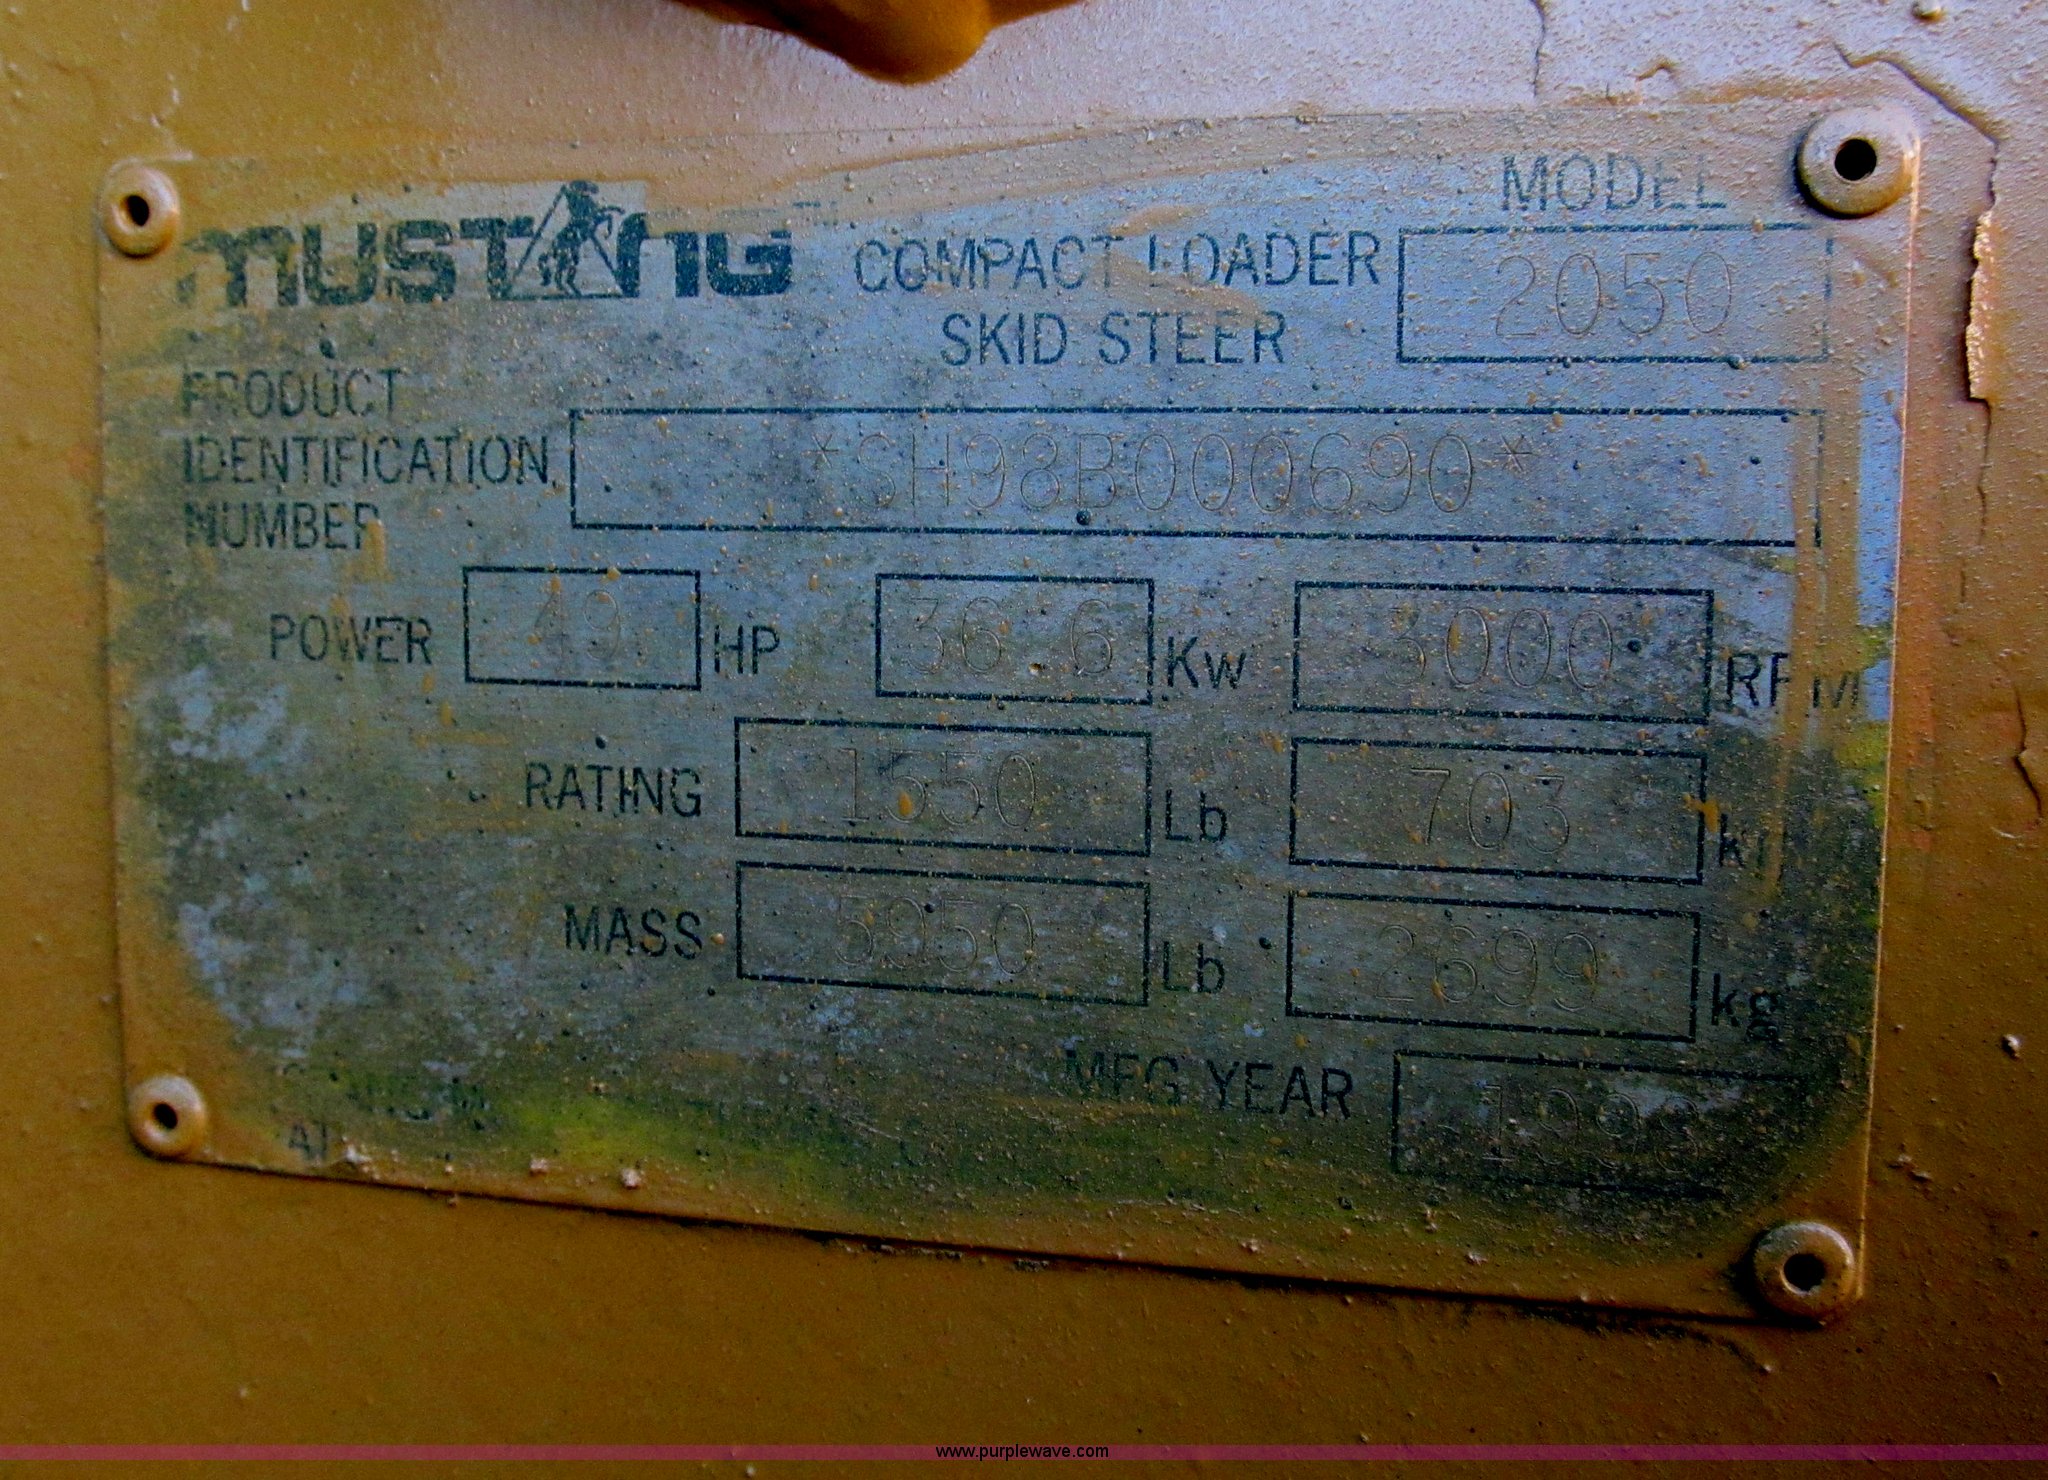 MUSTANG COMPACT LOADER MODEL
SKID STEER 2050
PRODUCT
IDENTIFICATION
NUMBER *SH98B000690*
POWER 49 HP 36.6 Kw 3000 RPM
RATING 1550 Lb 703
MASS 5950 Lb 2699 kg
MFG YEAR 1998
www.purplewave.com